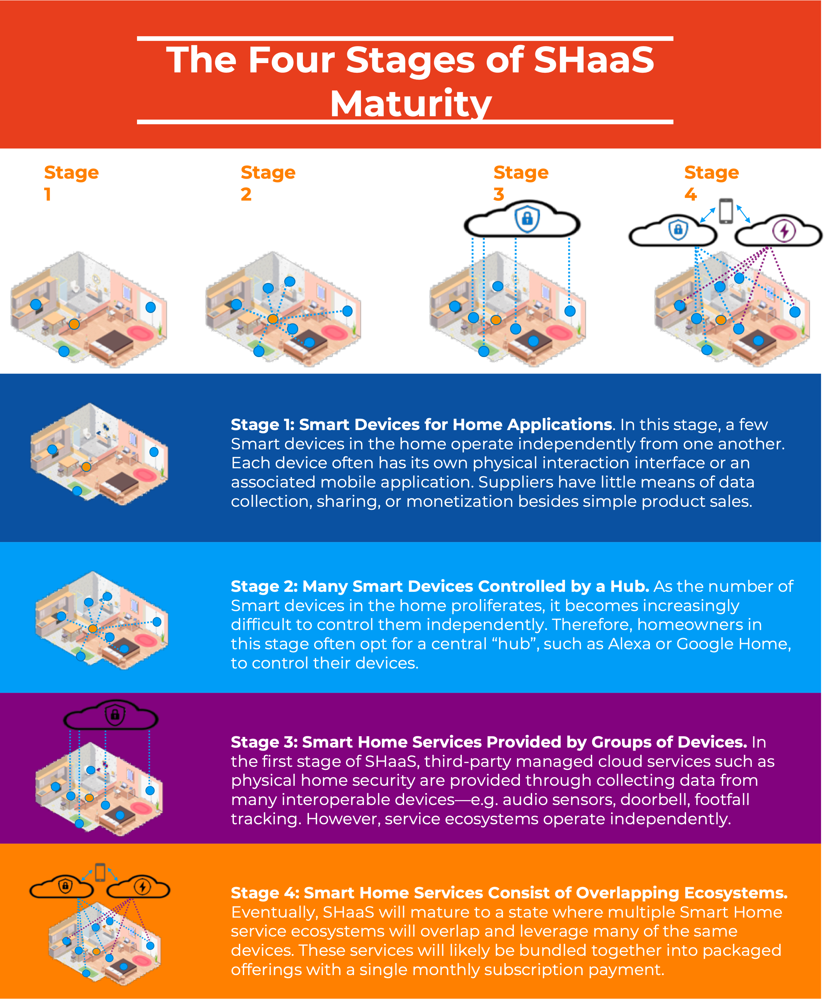 The Four Stages of SHaaS
Maturity
Stage
1
Stage
2
Stage
3
Stage
4
Stage 1: Smart Devices for Home Applications. In this stage, a few
Smart devices in the home operate independently from one another.
Each device often has its own physical interaction interface or an
associated mobile application. Suppliers have little means of data
collection, sharing, or monetization besides simple product sales.
Stage 2: Many Smart Devices Controlled by a Hub. As the number of
Smart devices in the home proliferates, it becomes increasingly
difficult to control them independently. Therefore, homeowners in
this stage often opt for a central “hub”, such as Alexa or Google Home,
to control their devices.
Stage 3: Smart Home Services Provided by Groups of Devices. In
the first stage of SHaaS, third-party managed cloud services such as
physical home security are provided through collecting data from
many interoperable devices—e.g. audio sensors, doorbell, footfall
tracking. However, service ecosystems operate independently.
Stage 4: Smart Home Services Consist of Overlapping Ecosystems.
Eventually, SHaaS will mature to a state where multiple Smart Home
service ecosystems will overlap and leverage many of the same
devices. These services will likely be bundled together into packaged
offerings with a single monthly subscription payment.